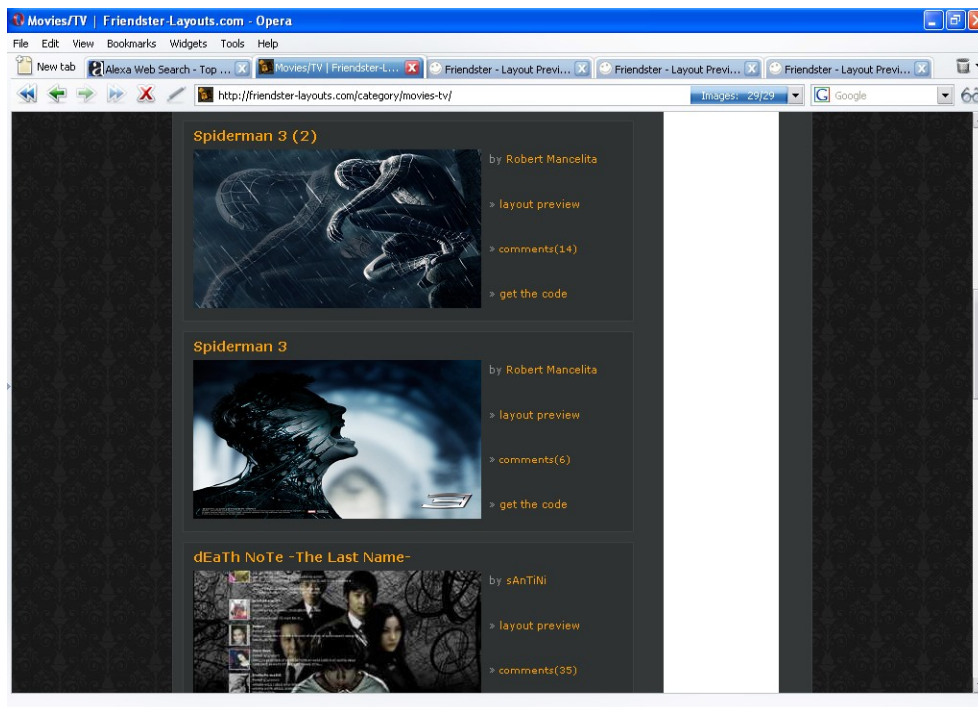 Movies/TV | Friendster-Layouts.com - Opera
File Edit View Bookmarks Widgets Tools Help
New tab Alexa Web Search - Top ... Movies/TV | Friendster-L... Friendster - Layout Previ... Friendster - Layout Previ... Friendster - Layout Previ...
http://friendster-layouts.com/category/movies-tv/ Images: 29/29 Google
Spiderman 3 (2)
by Robert Mancelita
» layout preview
» comments(14)
» get the code
Spiderman 3
by Robert Mancelita
» layout preview
» comments(6)
» get the code
dEaTh NoTe -The Last Name-
by sAnTiNi
» layout preview
» comments(35)